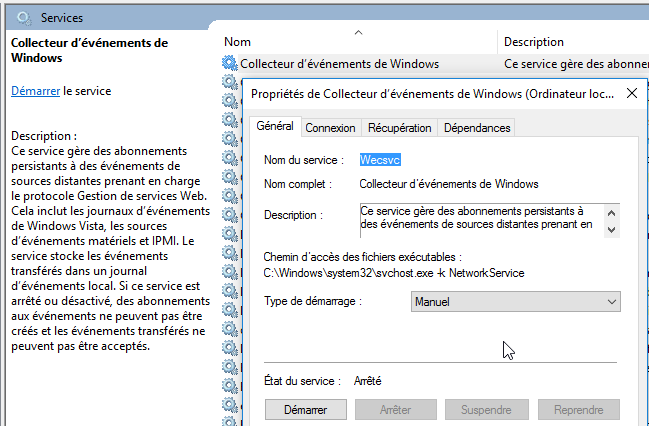 Services
Collecteur d'événements de
Windows
Démarrer le service
Description :
Ce service gère des abonnements
persistants à des événements de
sources distantes prenant en charge
le protocole Gestion de services Web.
Cela inclut les journaux d'événements
de Windows Vista, les sources
d'événements matériels et IPMI. Le
service stocke les événements
transférés dans un journal
d'événements local. Si ce service est
arrêté ou désactivé, des abonnements
aux événements ne peuvent pas être
créés et les événements transférés ne
peuvent pas être acceptés.
Nom Description
Collecteur d'événements de Windows Ce service gère des abonnem
Propriétés de Collecteur d'événements de Windows (Ordinateur loc...
Général Connexion Récupération Dépendances
Nom du service : Wecsvc
Nom complet : Collecteur d'événements de Windows
Description : Ce service gère des abonnements persistants à
des événements de sources distantes prenant en
Chemin d'accès des fichiers exécutables :
C:\Windows\system32\svchost.exe -k NetworkService
Type de démarrage : Manuel
État du service : Arrêté
Démarrer Arrêter Suspendre Reprendre